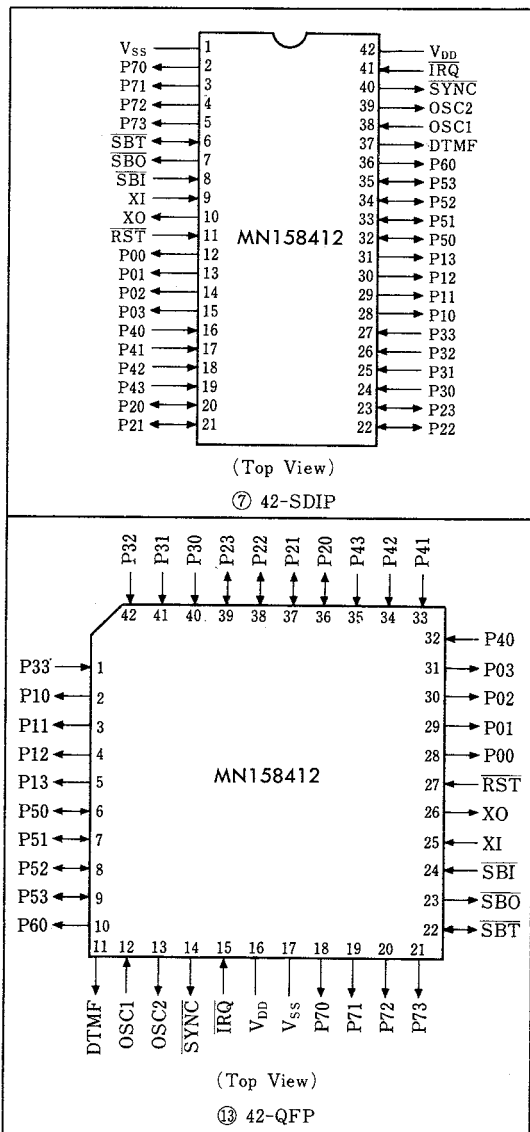 VSS 1 42 VDD
P70 2 41 IRQ
P71 3 40 SYNC
P72 4 39 OSC2
P73 5 38 OSC1
SBT 6 37 DTMF
SBO 7 36 P60
SBI 8 35 P53
XI 9 34 P52
XO 10 33 P51
RST 11 MN158412 32 P50
P00 12 31 P13
P01 13 30 P12
P02 14 29 P11
P03 15 28 P10
P40 16 27 P33
P41 17 26 P32
P42 18 25 P31
P43 19 24 P30
P20 20 23 P23
P21 21 22 P22
(Top View)
⑦ 42-SDIP
P32 P31 P30 P23 P22 P21 P20 P43 P42 P41
42 41 40 39 38 37 36 35 34 33
32 P40
P33 1 31 P03
P10 2 30 P02
P11 3 29 P01
P12 4 28 P00
P13 5 MN158412 27 RST
P50 6 26 XO
P51 7 25 XI
P52 8 24 SBI
P53 9 23 SBO
P60 10 22 SBT
11 12 13 14 15 16 17 18 19 20 21
DTMF OSC1 OSC2 SYNC IRQ VDD VSS P70 P71 P72 P73
(Top View)
⑬ 42-QFP